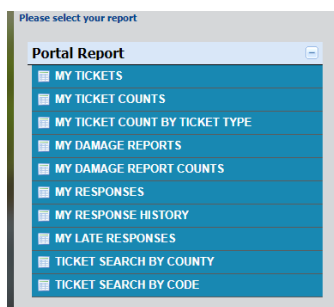 Please select your report
Portal Report
MY TICKETS
MY TICKET COUNTS
MY TICKET COUNT BY TICKET TYPE
MY DAMAGE REPORTS
MY DAMAGE REPORT COUNTS
MY RESPONSES
MY RESPONSE HISTORY
MY LATE RESPONSES
TICKET SEARCH BY COUNTY
TICKET SEARCH BY CODE